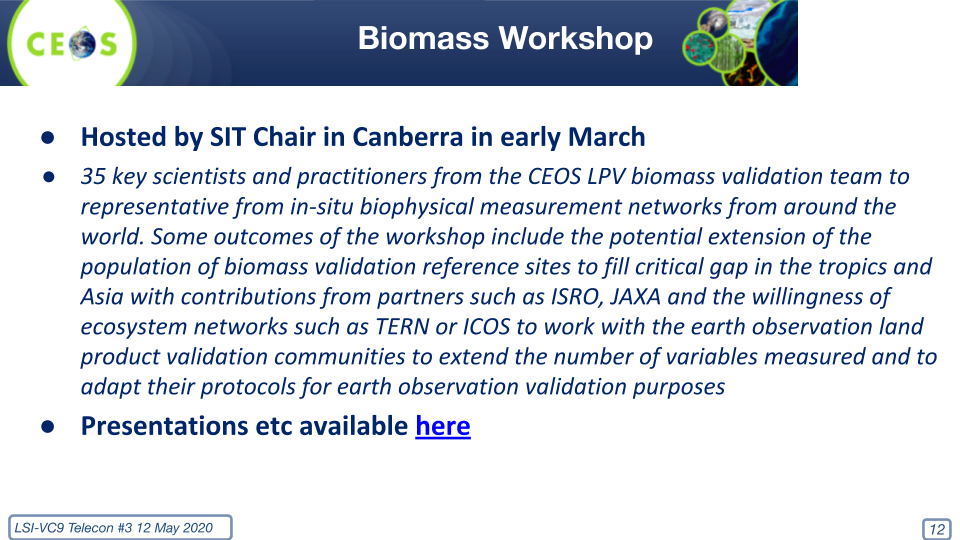 CEOS
Biomass Workshop
● Hosted by SIT Chair in Canberra in early March
● 35 key scientists and practitioners from the CEOS LPV biomass validation team to
representative from in-situ biophysical measurement networks from around the
world. Some outcomes of the workshop include the potential extension of the
population of biomass validation reference sites to fill critical gap in the tropics and
Asia with contributions from partners such as ISRO, JAXA and the willingness of
ecosystem networks such as TERN or ICOS to work with the earth observation land
product validation communities to extend the number of variables measured and to
adapt their protocols for earth observation validation purposes
● Presentations etc available here
LSI-VC9 Telecon #3 12 May 2020
12